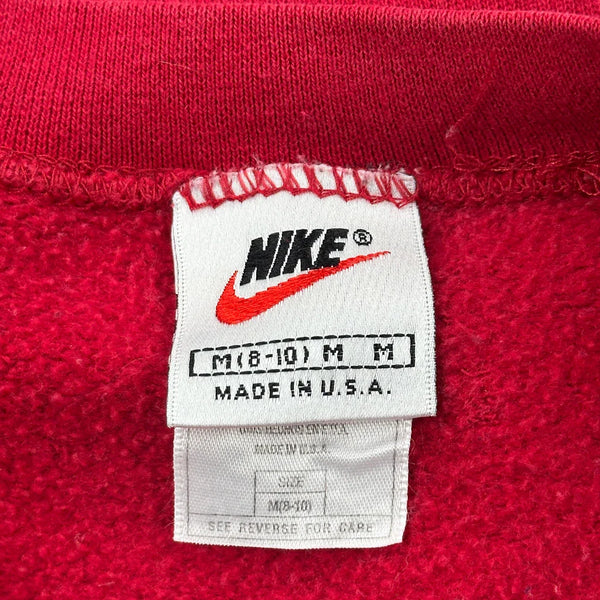 NIKE®
M(8-10) M M
MADE IN U.S.A.
MADE IN U.S.A.
SIZE
M(8-10)
SEE REVERSE FOR CARE